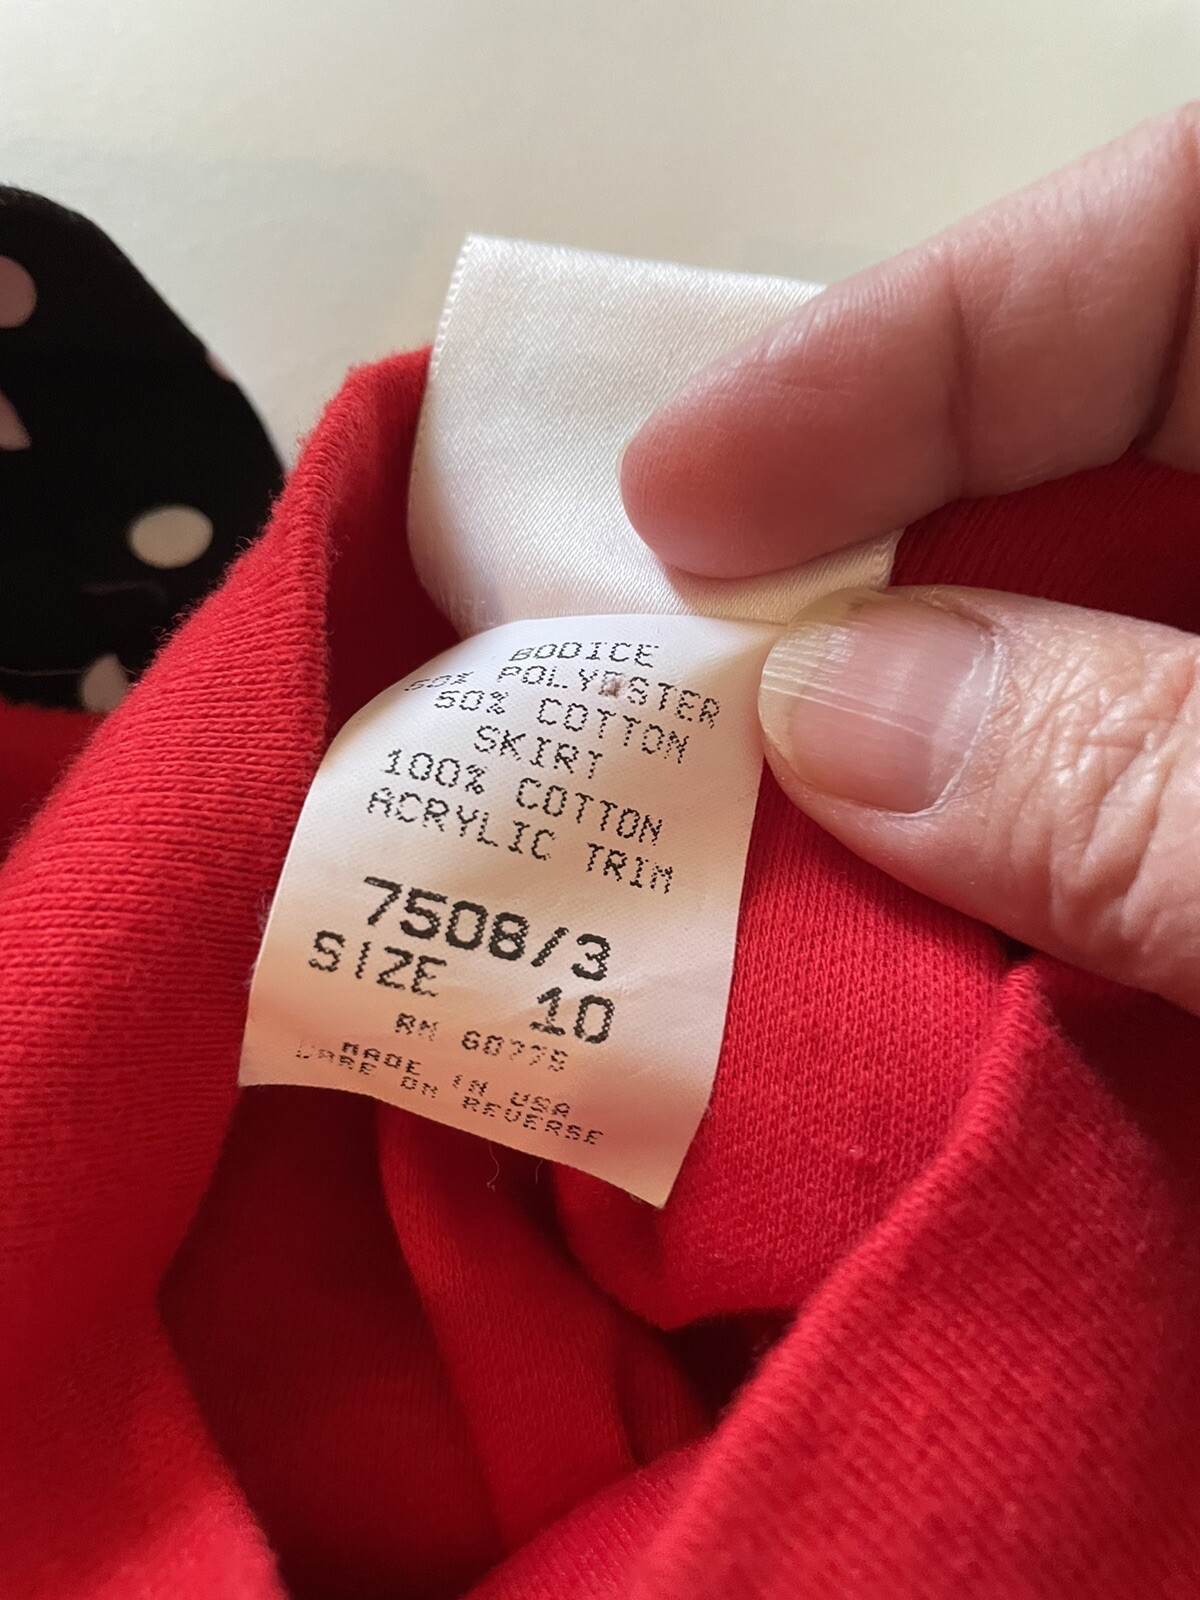 BODICE
50% POLYESTER
50% COTTON
SKIRT
100% COTTON
ACRYLIC TRIM
7508/3
SIZE 10
RN
MADE IN USA
CARE ON REVERSE